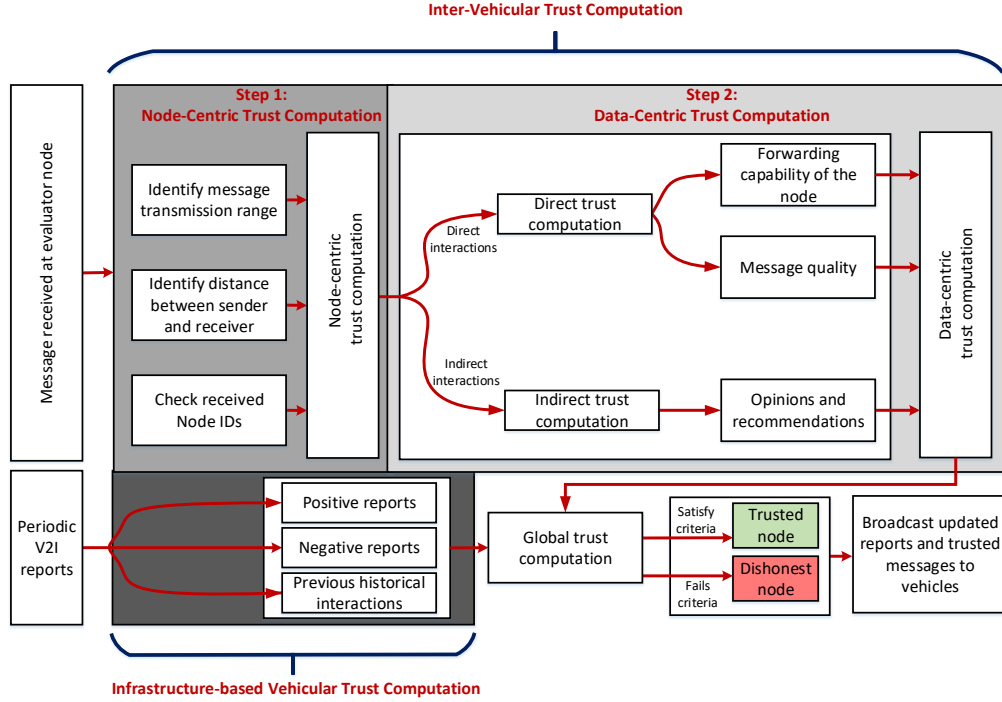 Inter-Vehicular Trust Computation
Message received at evaluator node
Step 1:
Node-Centric Trust Computation
Identify message
transmission range
Identify distance
between sender
and receiver
Check received
Node IDs
Node-centric
trust computation
Step 2:
Data-Centric Trust Computation
Direct
interactions
Direct trust
computation
Forwarding
capability of the
node
Message quality
Indirect
interactions
Indirect trust
computation
Opinions and
recommendations
Data-centric
trust computation
Periodic
V2I
reports
Positive reports
Negative reports
Previous historical
interactions
Global trust
computation
Satisfy
criteria
Trusted
node
Fails
criteria
Dishonest
node
Broadcast updated
reports and trusted
messages to
vehicles
Infrastructure-based Vehicular Trust Computation